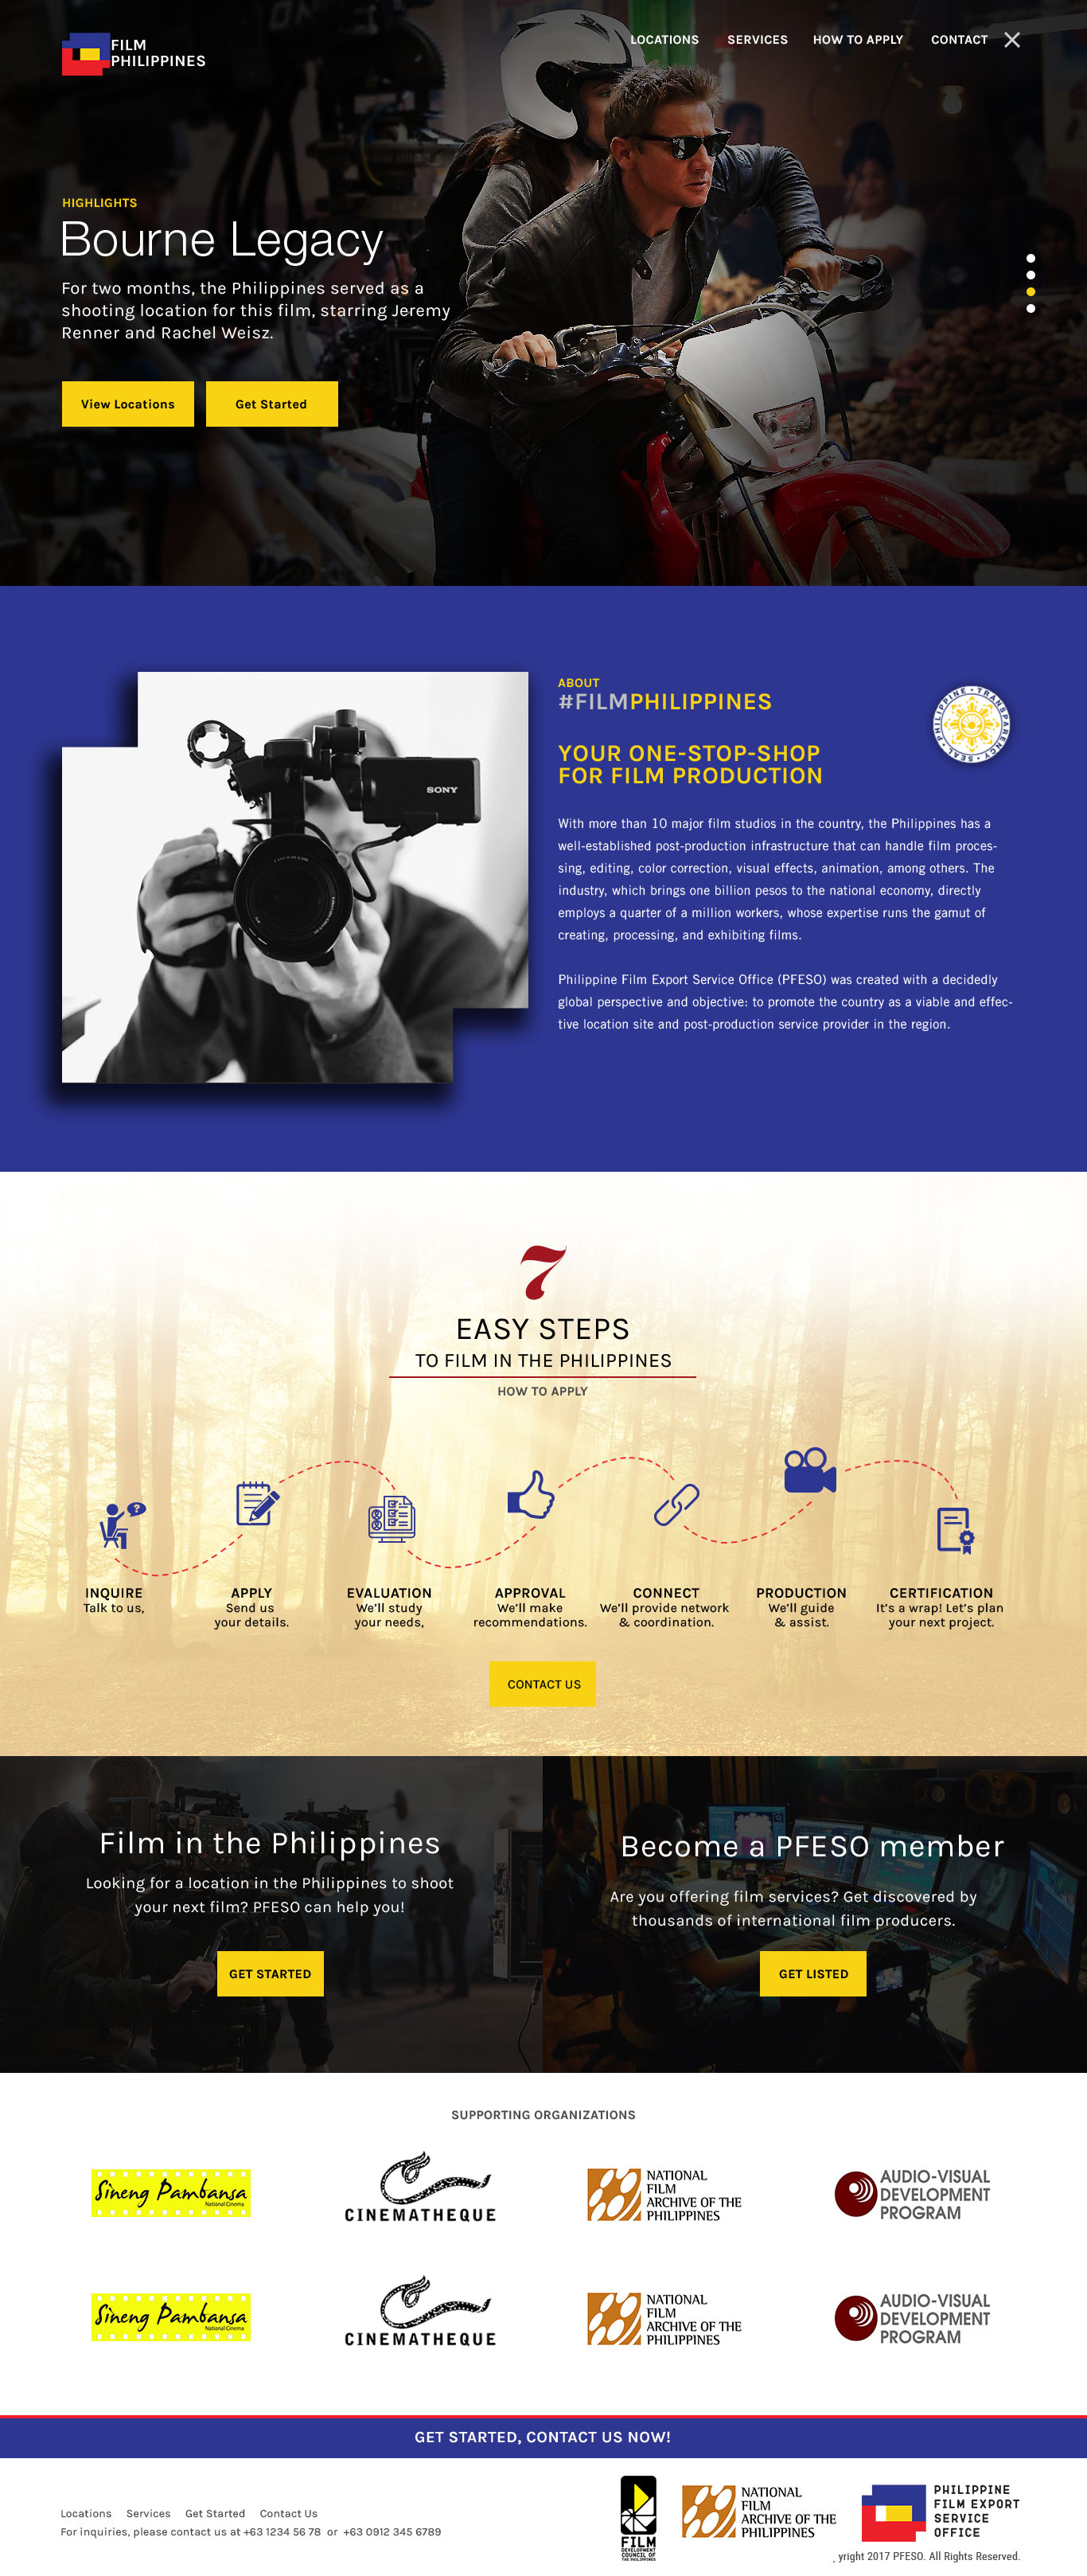 FILM
PHILIPPINES
LOCATIONS SERVICES HOW TO APPLY CONTACT
HIGHLIGHTS
Bourne Legacy
For two months, the Philippines served as a
shooting location for this film, starring Jeremy
Renner and Rachel Weisz.
View Locations Get Started
SONY
ABOUT
#FILMPHILIPPINES
PHILIPPINE • TRANSPARENCY SEAL •
YOUR ONE-STOP-SHOP
FOR FILM PRODUCTION
With more than 10 major film studios in the country, the Philippines has a
well-established post-production infrastructure that can handle film proces-
sing, editing, color correction, visual effects, animation, among others. The
industry, which brings one billion pesos to the national economy, directly
employs a quarter of a million workers, whose expertise runs the gamut of
creating, processing, and exhibiting films.
Philippine Film Export Service Office (PFESO) was created with a decidedly
global perspective and objective: to promote the country as a viable and effec-
tive location site and post-production service provider in the region.
7
EASY STEPS
TO FILM IN THE PHILIPPINES
HOW TO APPLY
?
INQUIRE
Talk to us,
APPLY
Send us
your details.
EVALUATION
We'll study
your needs,
APPROVAL
We'll make
recommendations.
CONNECT
We'll provide network
& coordination.
PRODUCTION
We'll guide
& assist.
CERTIFICATION
It's a wrap! Let's plan
your next project.
CONTACT US
Film in the Philippines
Looking for a location in the Philippines to shoot
your next film? PFESO can help you!
GET STARTED
Become a PFESO member
Are you offering film services? Get discovered by
thousands of international film producers.
GET LISTED
SUPPORTING ORGANIZATIONS
Sineng Pambansa
National Cinema
CINEMATHEQUE
NATIONAL
FILM
ARCHIVE OF THE
PHILIPPINES
AUDIO-VISUAL
DEVELOPMENT
PROGRAM
Sineng Pambansa
National Cinema
CINEMATHEQUE
NATIONAL
FILM
ARCHIVE OF THE
PHILIPPINES
AUDIO-VISUAL
DEVELOPMENT
PROGRAM
GET STARTED, CONTACT US NOW!
Locations Services Get Started Contact Us
For inquiries, please contact us at +63 1234 56 78 or +63 0912 345 6789
FILM
DEVELOPMENT
COUNCIL OF
THE PHILIPPINES
NATIONAL
FILM
ARCHIVE OF THE
PHILIPPINES
PHILIPPINE
FILM EXPORT
SERVICE
OFFICE
yright 2017 PFESO. All Rights Reserved.